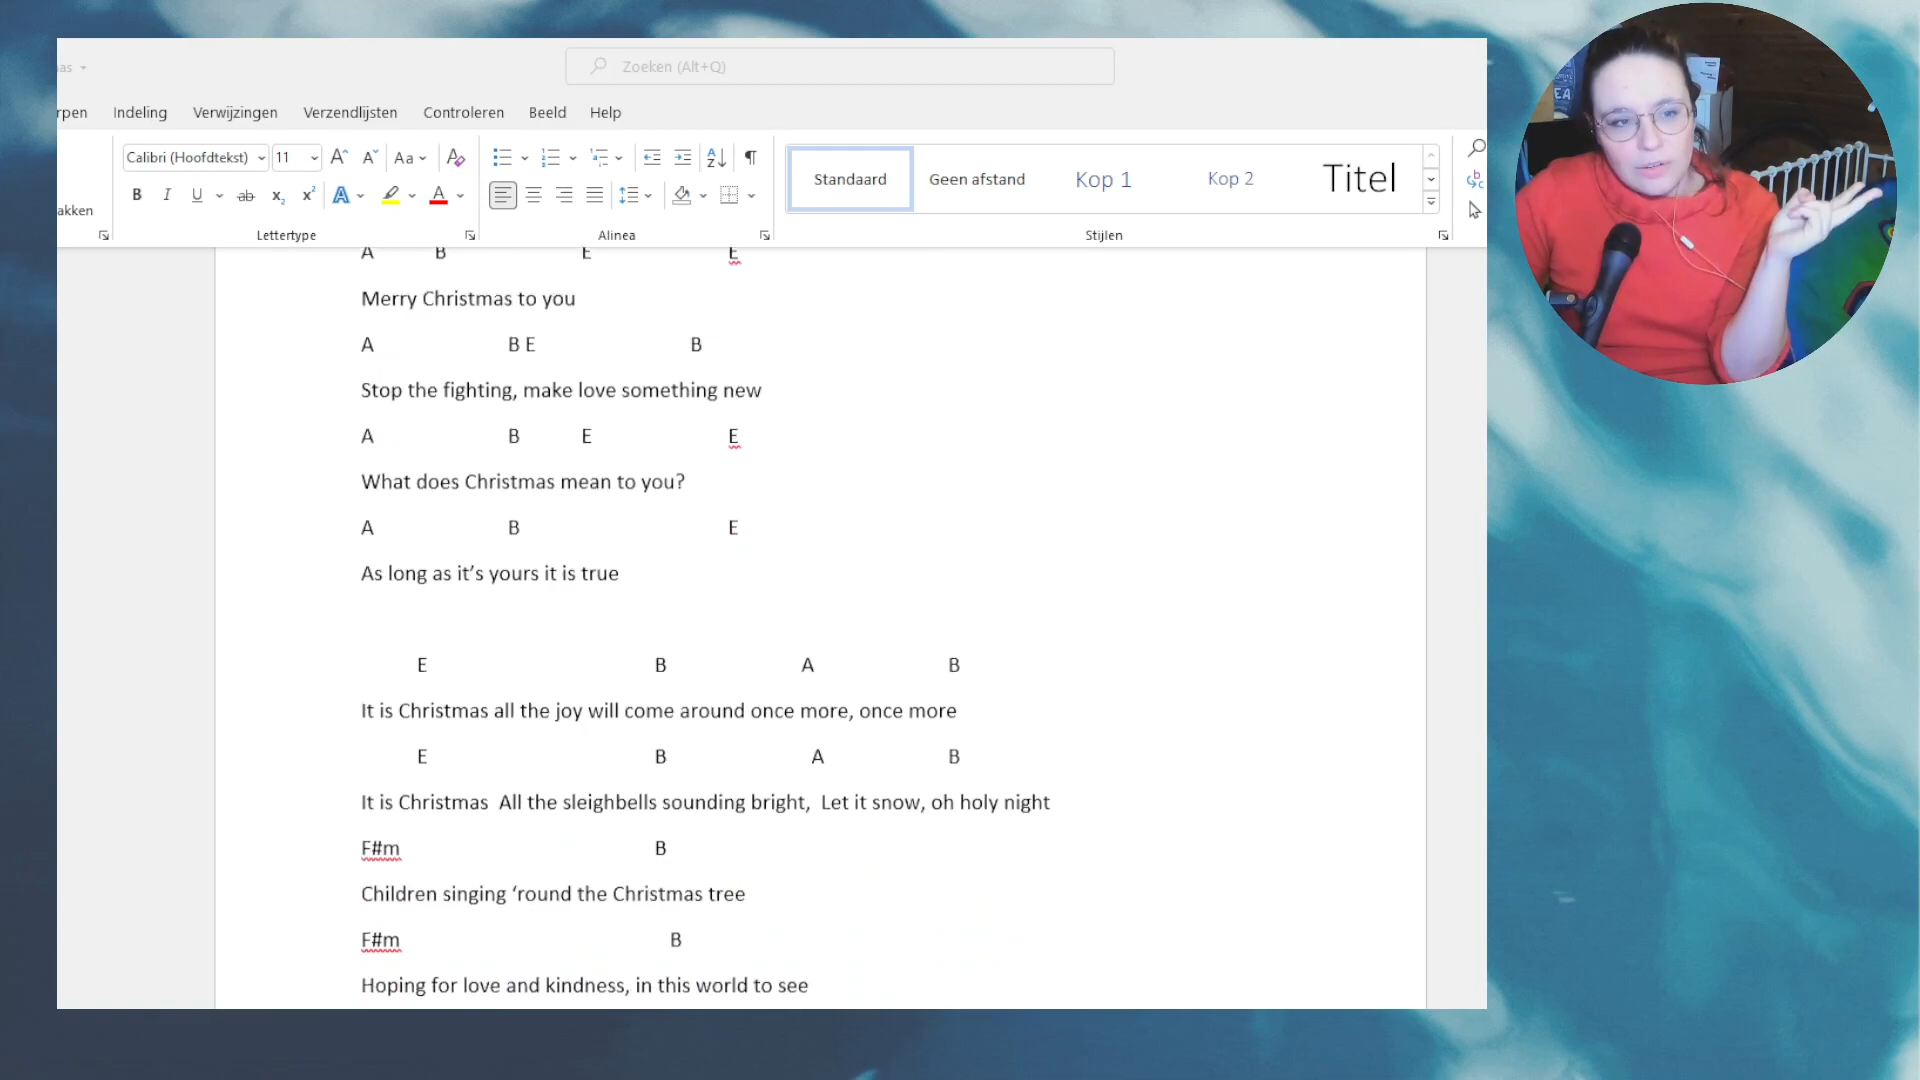 as
Zoeken (Alt+Q)
rpen Indeling Verwijzingen Verzendlijsten Controleren Beeld Help
Calibri (Hoofdtekst) 11 Aa
akken
Lettertype Alinea Stijlen
Standaard Geen afstand Kop 1 Kop 2 Titel
A B E E
Merry Christmas to you
A B E B
Stop the fighting, make love something new
A B E E
What does Christmas mean to you?
A B E
As long as it’s yours it is true
E B A B
It is Christmas all the joy will come around once more, once more
E B A B
It is Christmas  All the sleighbells sounding bright,  Let it snow, oh holy night
F#m B
Children singing ‘round the Christmas tree
F#m B
Hoping for love and kindness, in this world to see